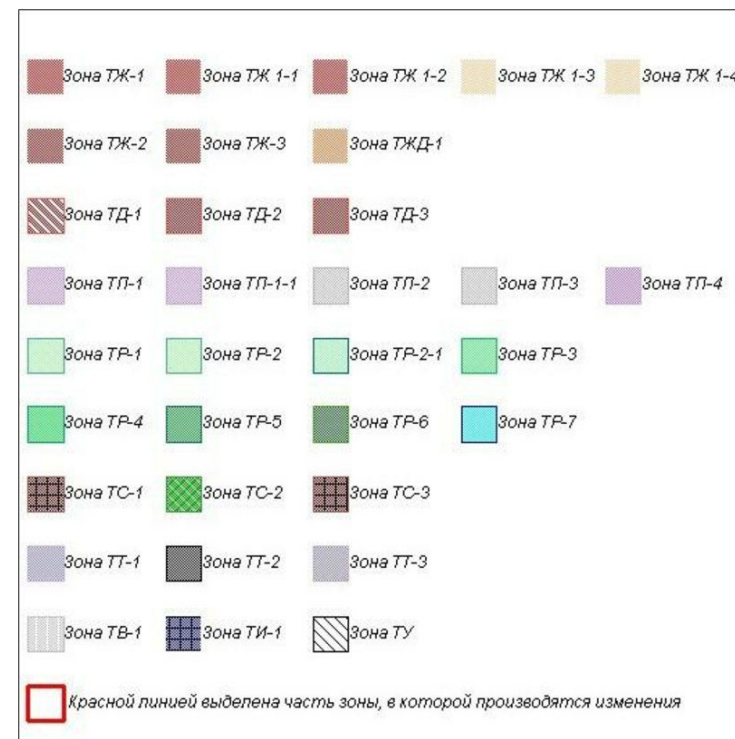 Зона ТЖ-1 Зона ТЖ 1-1 Зона ТЖ 1-2 Зона ТЖ 1-3 Зона ТЖ 1-4
Зона ТЖ-2 Зона ТЖ-3 Зона ТЖД-1
Зона ТД-1 Зона ТД-2 Зона ТД-3
Зона ТП-1 Зона ТП-1-1 Зона ТП-2 Зона ТП-3 Зона ТП-4
Зона ТР-1 Зона ТР-2 Зона ТР-2-1 Зона ТР-3
Зона ТР-4 Зона ТР-5 Зона ТР-6 Зона ТР-7
Зона ТС-1 Зона ТС-2 Зона ТС-3
Зона ТТ-1 Зона ТТ-2 Зона ТТ-3
Зона ТВ-1 Зона ТИ-1 Зона ТУ
Красной линией выделена часть зоны, в которой производятся изменения